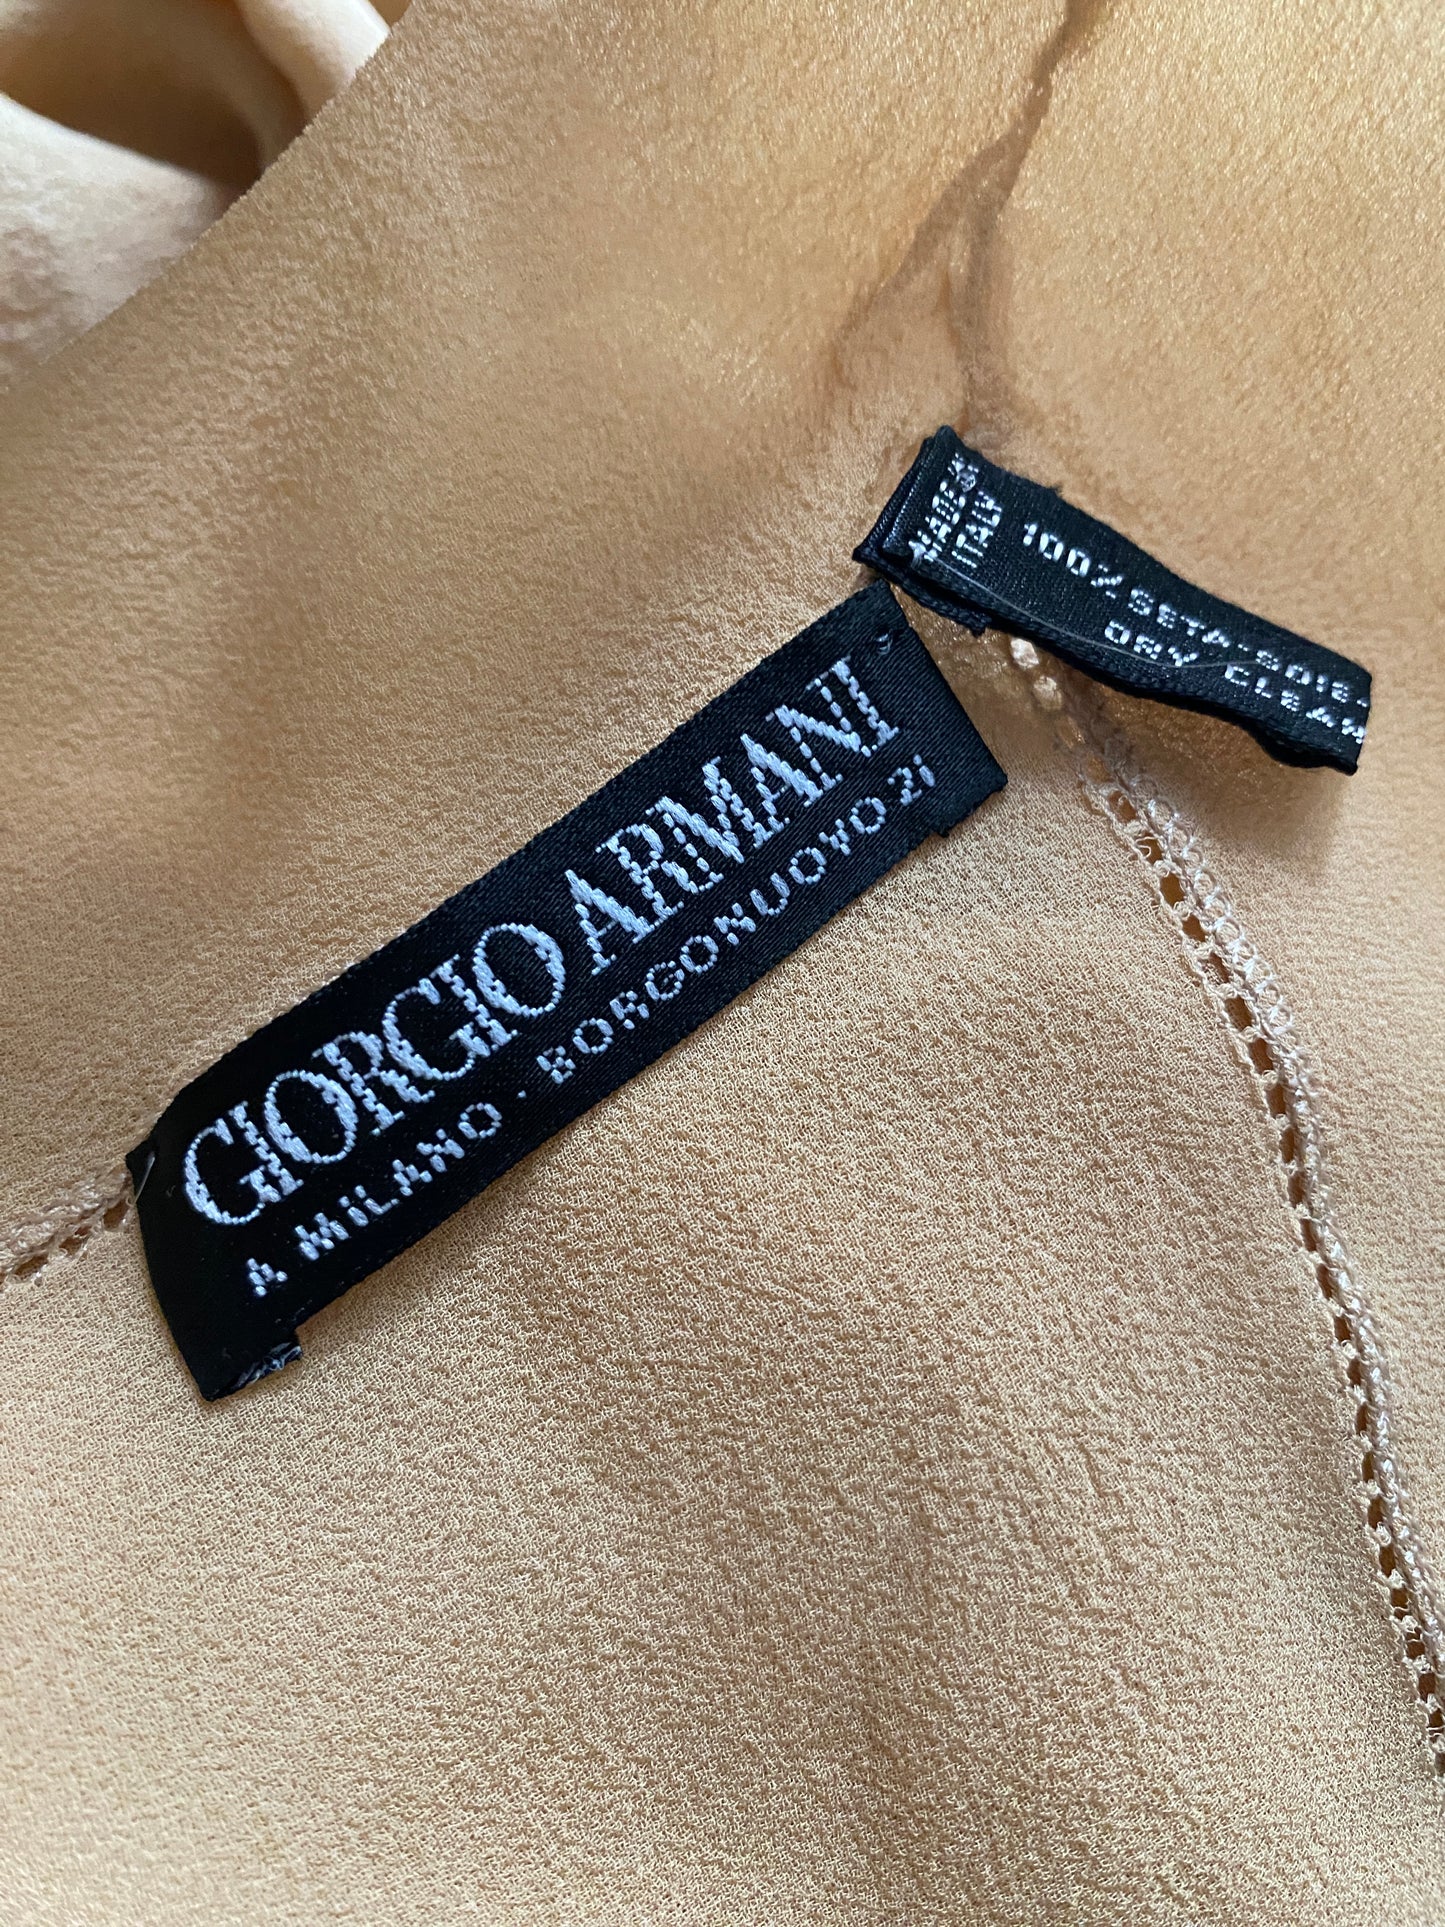 GIORGIO ARMANI
A MILANO · BORGONUOVO 21
MADE IN
ITALY
100% SETA-SOIE
DRY CLEAN